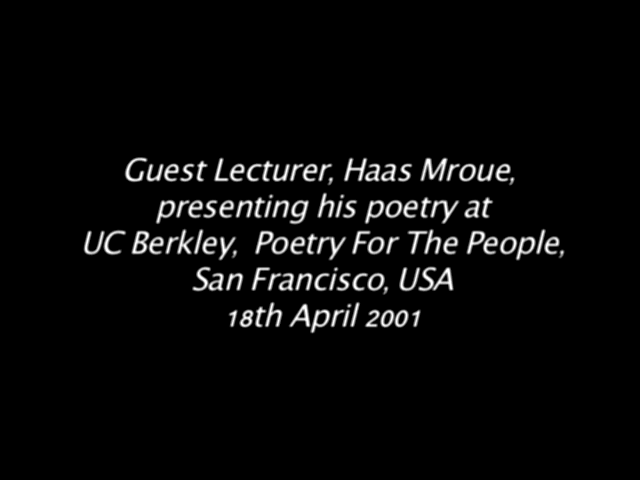 Guest Lecturer, Haas Mroue,
presenting his poetry at
UC Berkley, Poetry For The People,
San Francisco, USA
18th April 2001